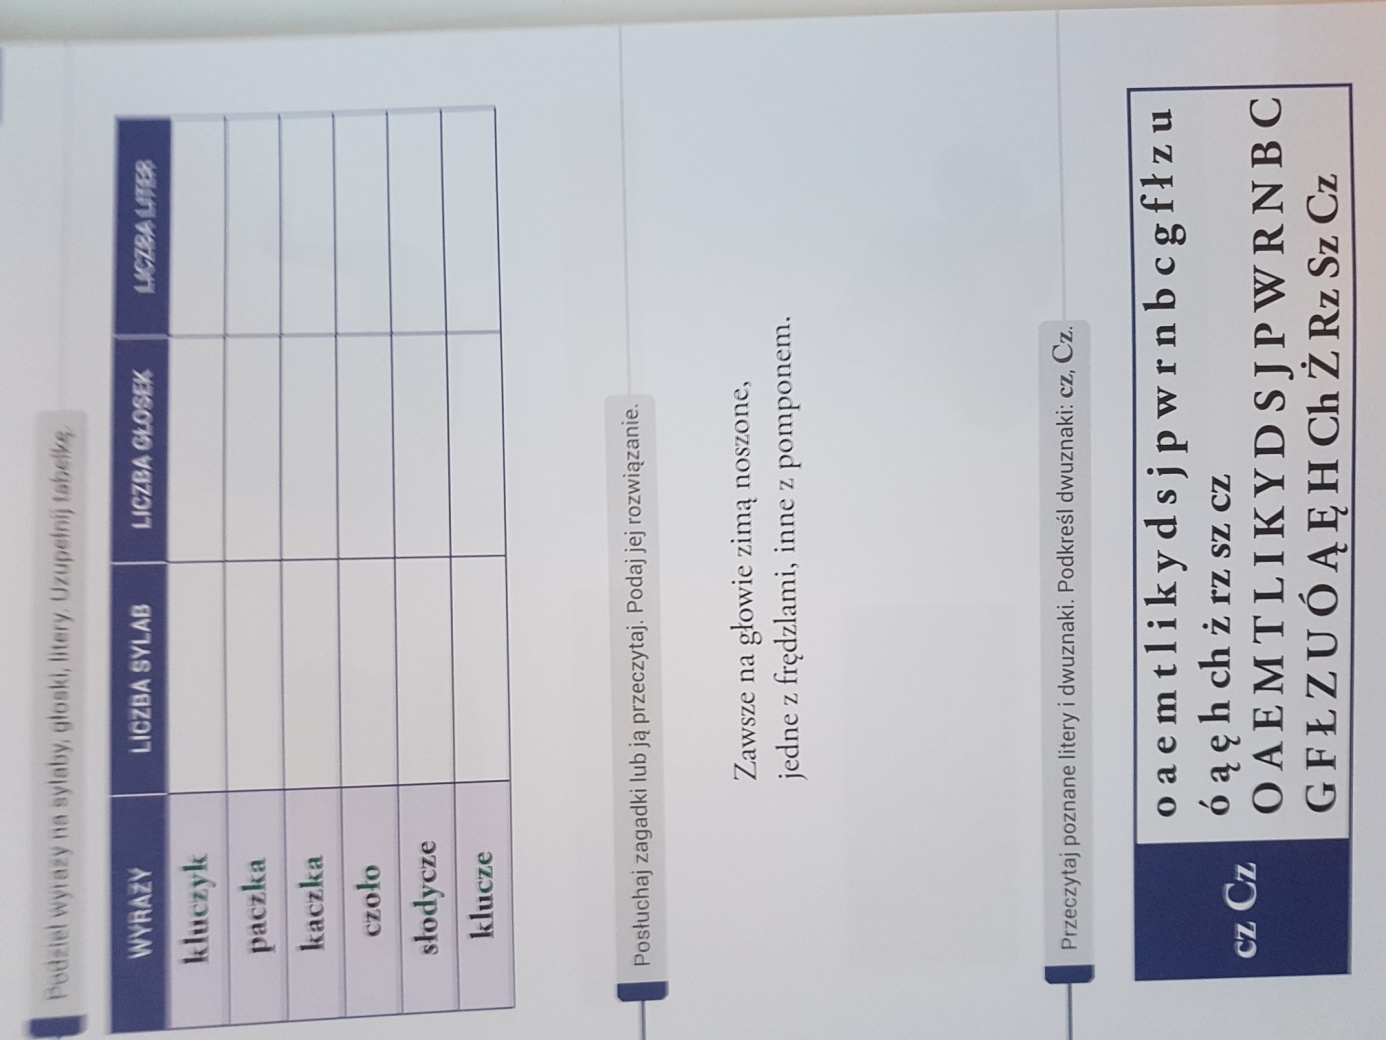 Podziel wyrazy na sylaby, głoski, litery. Uzupełnij tabelkę.
WYRAZY LICZBA SYLAB LICZBA GŁOSEK LICZBA LITER
kluczyk
paczka
kaczka
czoło
słodycze
klucze
Posłuchaj zagadki lub ją przeczytaj. Podaj jej rozwiązanie.
Zawsze na głowie zimą noszone,
jedne z frędzlami, inne z pomponem.
Przeczytaj poznane litery i dwuznaki. Podkreśl dwuznaki: cz, Cz.
cz Cz
o a e m t l i k y d s j p w r n b c g f ł z u
ó ą ę h ch ż rz sz cz
O A E M T L I K Y D S J P W R N B C
G F Ł Z U Ó Ą Ę H Ch Ż Rz Sz Cz